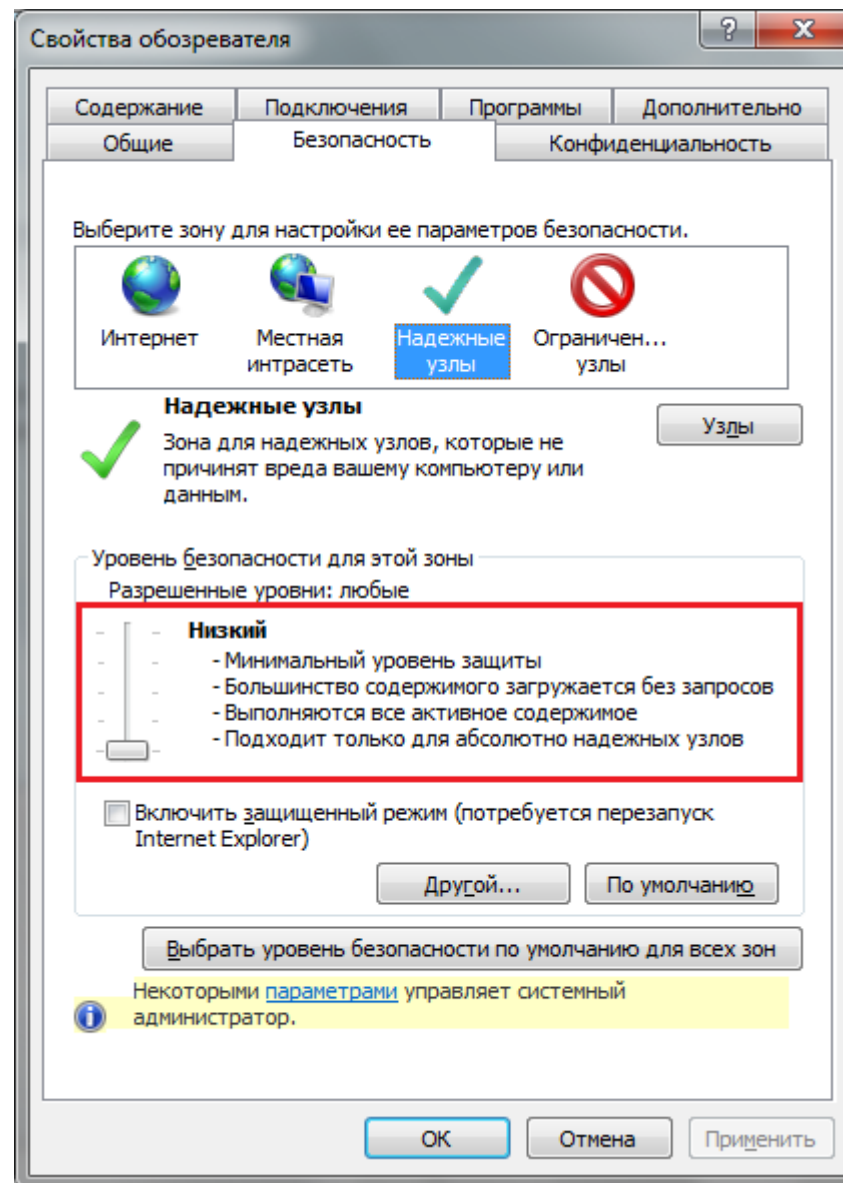 Свойства обозревателя
Содержание Подключения Программы Дополнительно
Общие Безопасность Конфиденциальность
Выберите зону для настройки ее параметров безопасности.
Интернет Местная интрасеть Надежные узлы Ограничен... узлы
Надежные узлы
Узлы
Зона для надежных узлов, которые не
причинят вреда вашему компьютеру или
данным.
Уровень безопасности для этой зоны
Разрешенные уровни: любые
Низкий
- Минимальный уровень защиты
- Большинство содержимого загружается без запросов
- Выполняются все активное содержимое
- Подходит только для абсолютно надежных узлов
Включить защищенный режим (потребуется перезапуск
Internet Explorer)
Другой... По умолчанию
Выбрать уровень безопасности по умолчанию для всех зон
Некоторыми параметрами управляет системный
администратор.
ОК Отмена Применить